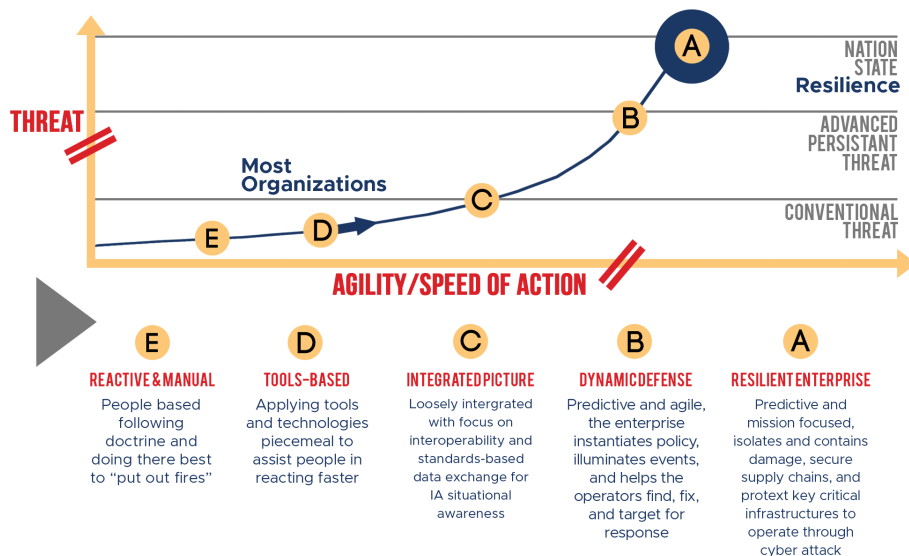 A
NATION
STATE
Resilience
THREAT
B
ADVANCED
PERSISTANT
THREAT
Most
Organizations
C
CONVENTIONAL
THREAT
D
E
AGILITY/SPEED OF ACTION
E
REACTIVE & MANUAL
People based
following
doctrine and
doing there best
to “put out fires”
D
TOOLS-BASED
Applying tools
and technologies
piecemeal to
assist people in
reacting faster
C
INTEGRATED PICTURE
Loosely intergrated
with focus on
interoperability and
standards-based
data exchange for
IA situational
awareness
B
DYNAMIC DEFENSE
Predictive and agile,
the enterprise
instantiates policy,
illuminates events,
and helps the
operators find, fix,
and target for
response
A
RESILIENT ENTERPRISE
Predictive and
mission focused,
isolates and contains
damage, secure
supply chains, and
protext key critical
infrastructures to
operate through
cyber attack